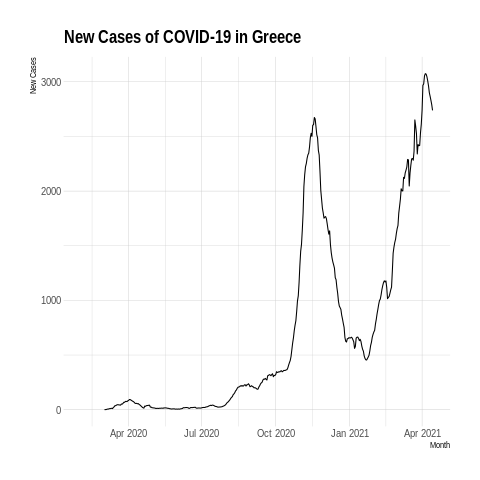 New Cases of COVID-19 in Greece
New Cases
3000
2000
1000
0
Apr 2020 Jul 2020 Oct 2020 Jan 2021 Apr 2021
Month